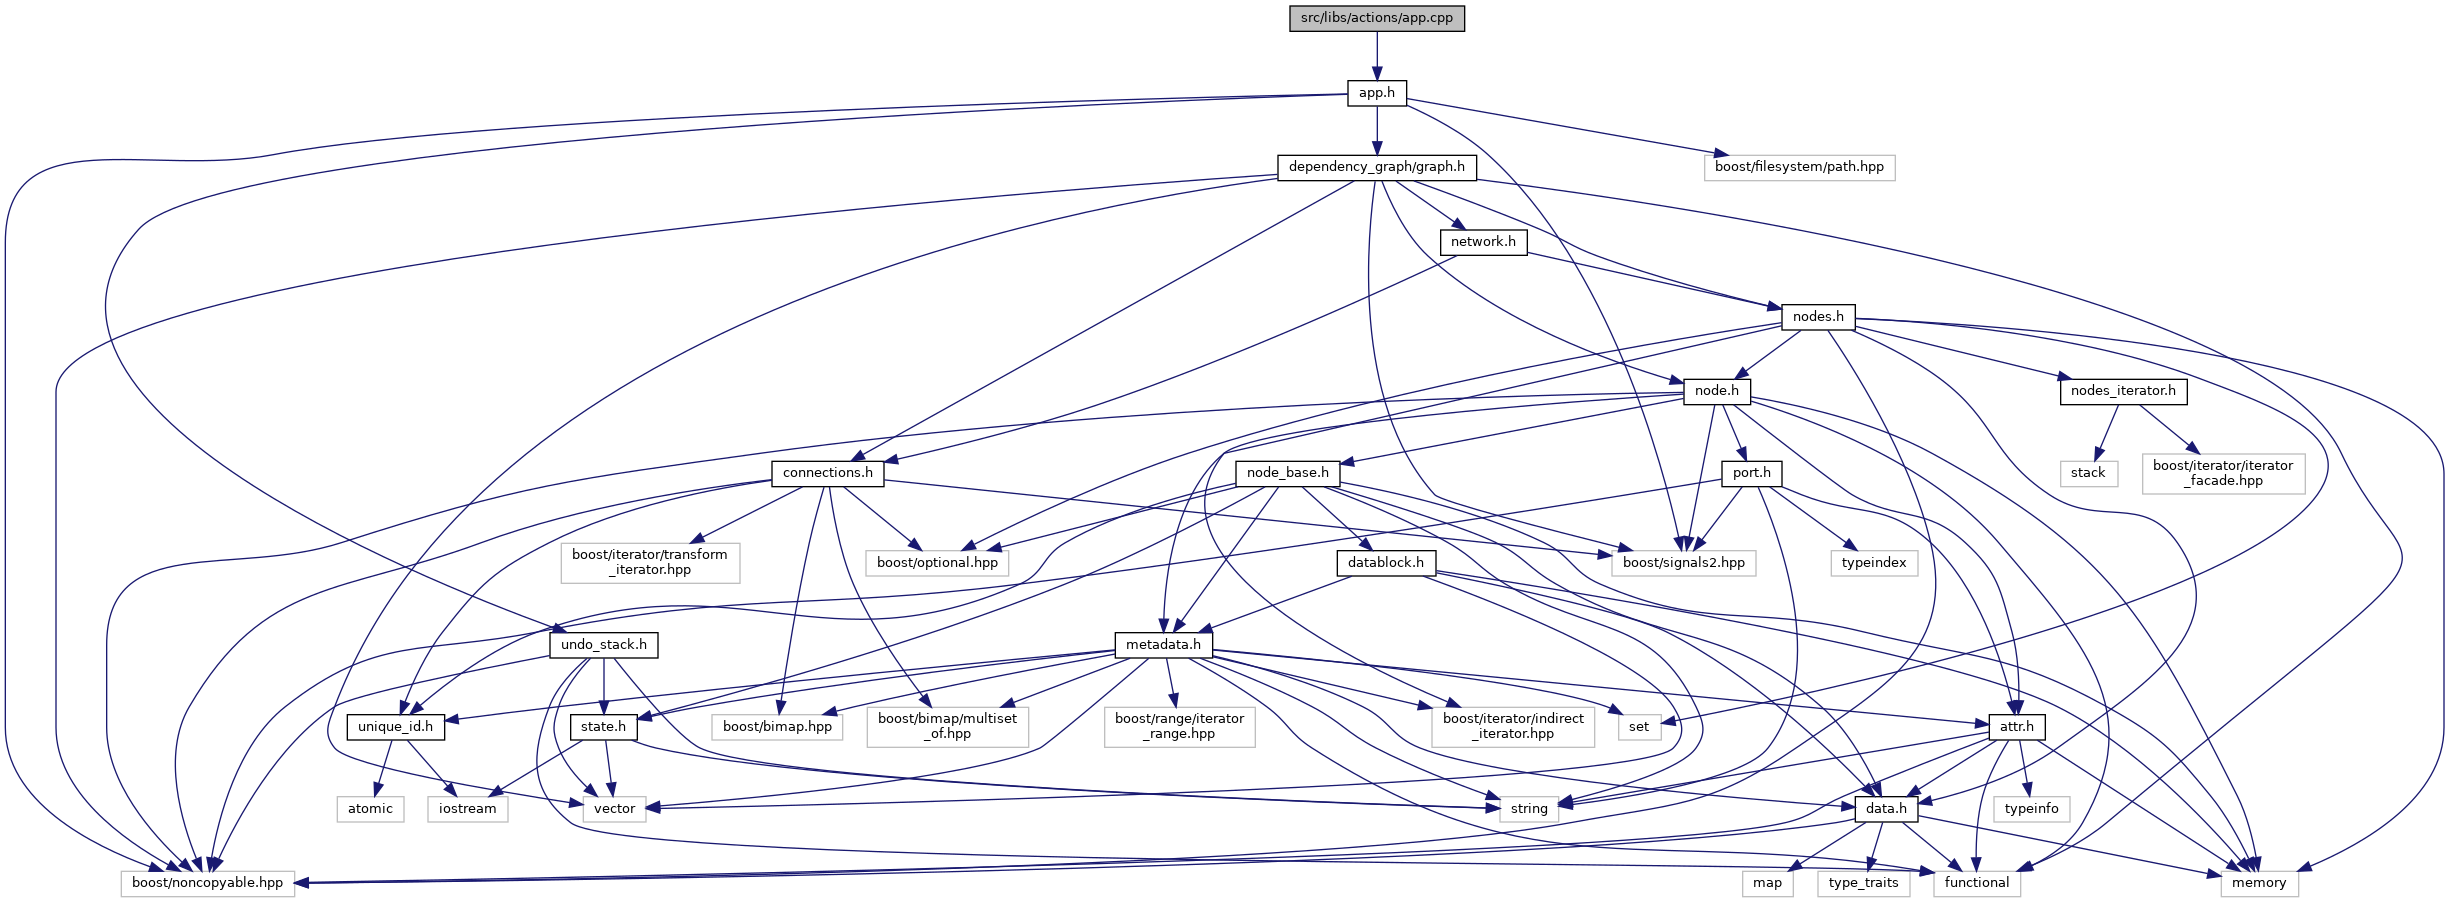 src/libs/actions/app.cpp
app.h
dependency_graph/graph.h
boost/filesystem/path.hpp
network.h
nodes.h
node.h
nodes_iterator.h
connections.h
node_base.h
port.h
stack
boost/iterator/iterator
_facade.hpp
boost/iterator/transform
_iterator.hpp
boost/optional.hpp
datablock.h
boost/signals2.hpp
typeindex
undo_stack.h
metadata.h
unique_id.h
state.h
boost/bimap.hpp
boost/bimap/multiset
_of.hpp
boost/range/iterator
_range.hpp
boost/iterator/indirect
_iterator.hpp
set
attr.h
atomic
iostream
vector
string
data.h
typeinfo
boost/noncopyable.hpp
map
type_traits
functional
memory